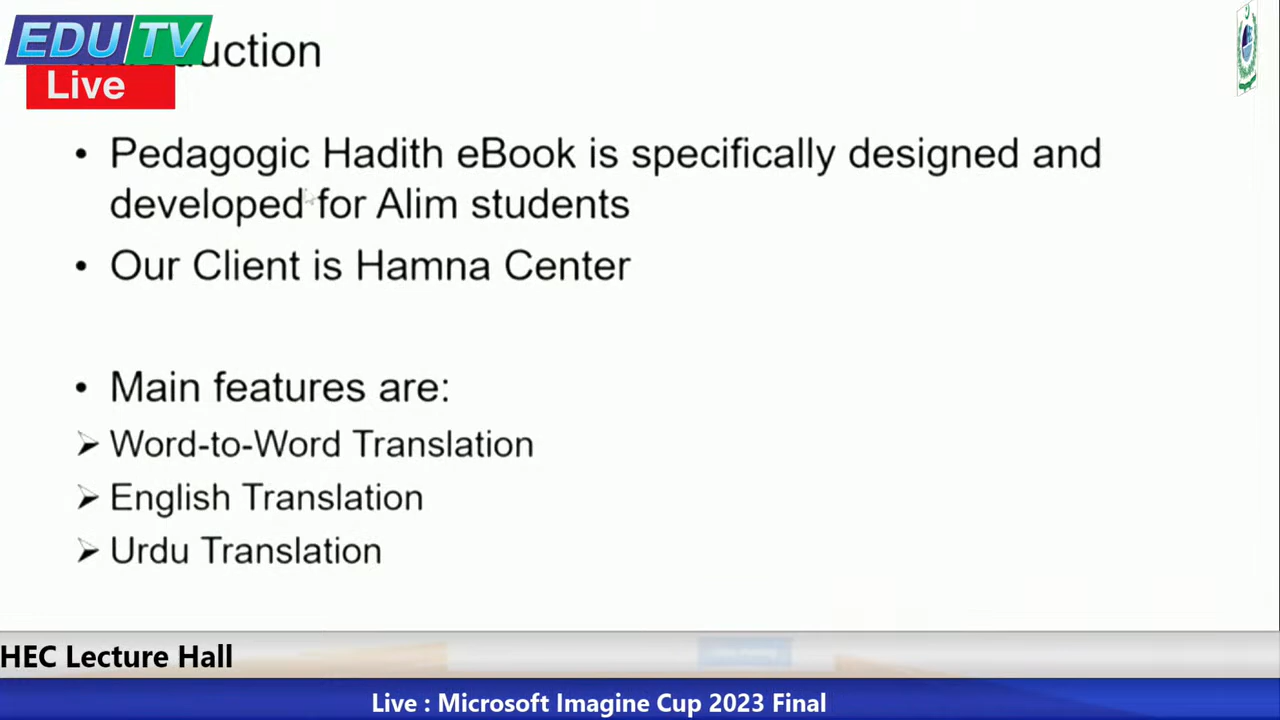 EDU TV
uction
Live
• Pedagogic Hadith eBook is specifically designed and
developed for Alim students
• Our Client is Hamna Center
• Main features are:
➢ Word-to-Word Translation
➢ English Translation
➢ Urdu Translation
HEC Lecture Hall
Live : Microsoft Imagine Cup 2023 Final